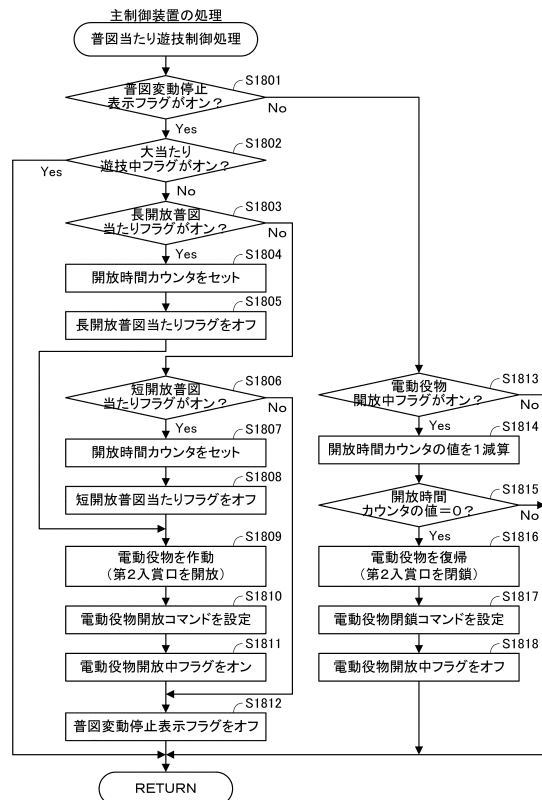 主制御装置の処理
普図当たり遊技制御処理
普図変動停止
表示フラグがオン?
S1801
No
Yes
大当たり
遊技中フラグがオン?
S1802
Yes
No
長開放普図
当たりフラグがオン?
S1803
No
Yes
S1804
開放時間カウンタをセット
S1805
長開放普図当たりフラグをオフ
短開放普図
当たりフラグがオン?
S1806
No
Yes
S1807
開放時間カウンタをセット
S1808
短開放普図当たりフラグをオフ
S1809
電動役物を作動
(第2入賞口を開放)
S1810
電動役物開放コマンドを設定
S1811
電動役物開放中フラグをオン
S1812
普図変動停止表示フラグをオフ
RETURN
電動役物
開放中フラグがオン?
S1813
No
Yes
S1814
開放時間カウンタの値を1減算
開放時間
カウンタの値=0?
S1815
No
Yes
S1816
電動役物を復帰
(第2入賞口を閉鎖)
S1817
電動役物閉鎖コマンドを設定
S1818
電動役物開放中フラグをオフ